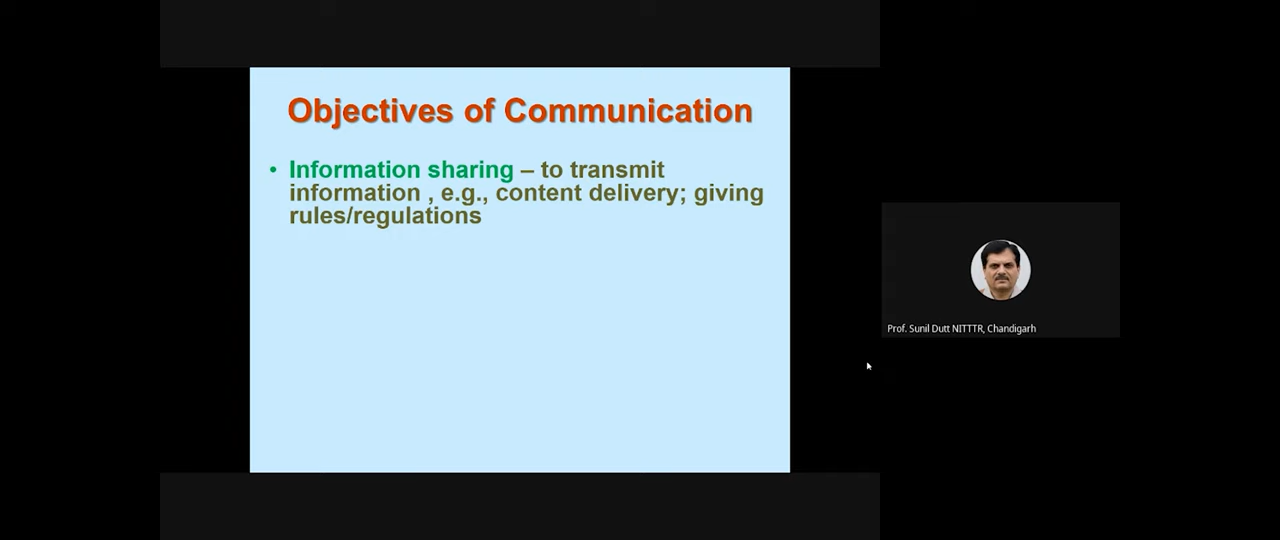 Objectives of Communication
• Information sharing – to transmit
information , e.g., content delivery; giving
rules/regulations
Prof. Sunil Dutt NITTTR, Chandigarh